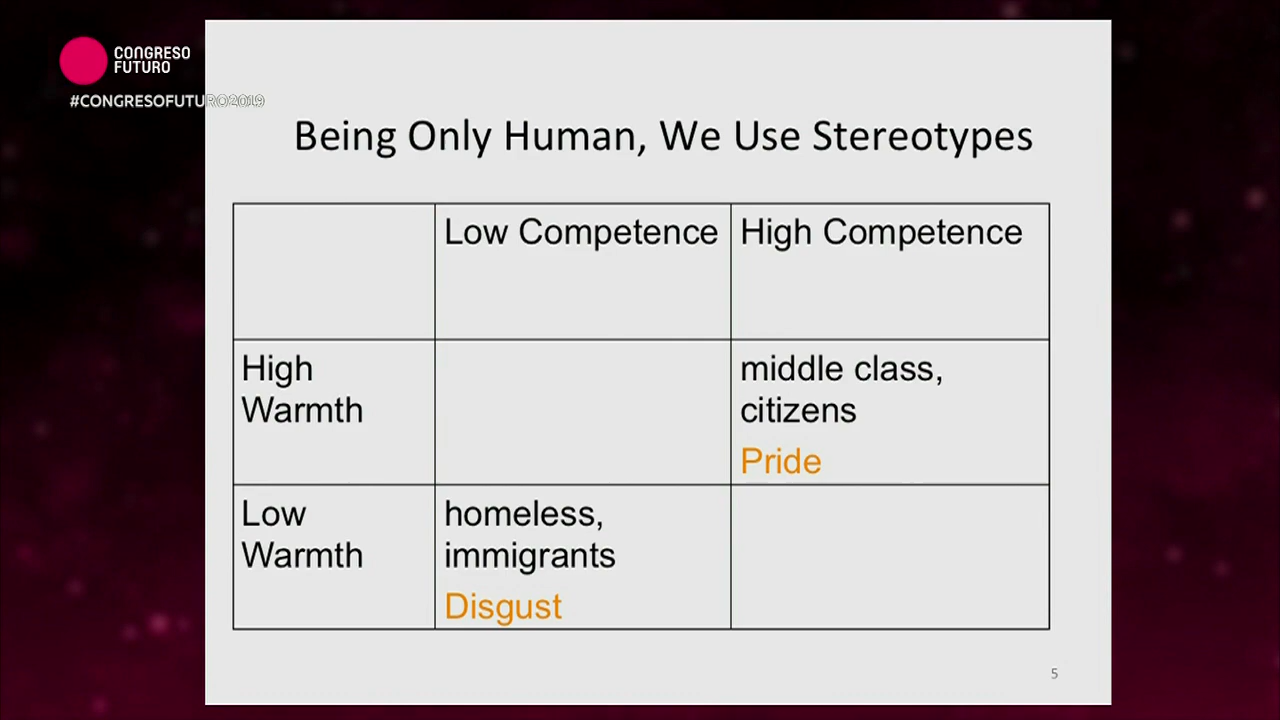 CONGRESO
FUTURO
#CONGRESOFUTURO2019
Being Only Human, We Use Stereotypes
Low Competence
High Competence
High
Warmth
middle class,
citizens
Pride
Low
Warmth
homeless,
immigrants
Disgust
5